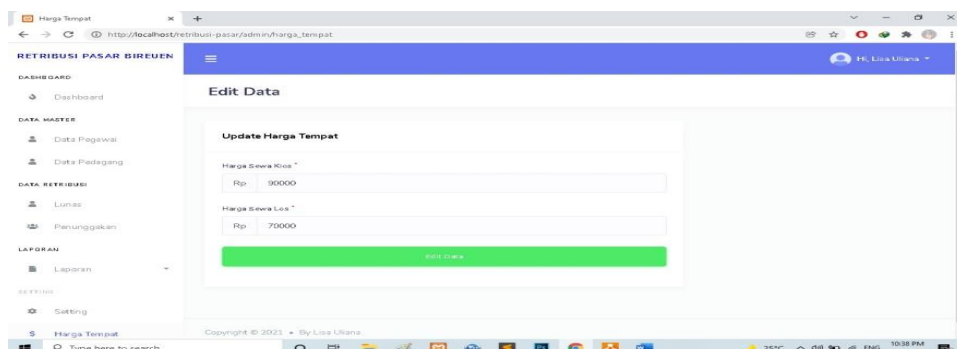 Harga Tempat
http://localhost/retribusi-pasar/admin/harga_tempat
RETRIBUSI PASAR BIREUEN
Hi, Lisa Uliana
DASHBOARD
Dashboard
Edit Data
DATA MASTER
Data Pegawai
Data Pedagang
DATA RETRIBUSI
Lunas
Penunggakan
LAPORAN
Laporan
SETTING
Setting
Harga Tempat
Update Harga Tempat
Harga Sewa Kios *
Rp 90000
Harga Sewa Los *
Rp 70000
Edit Data
Copyright © 2021 • By Lisa Uliana
Type here to search
25°C
ENG
10:38 PM